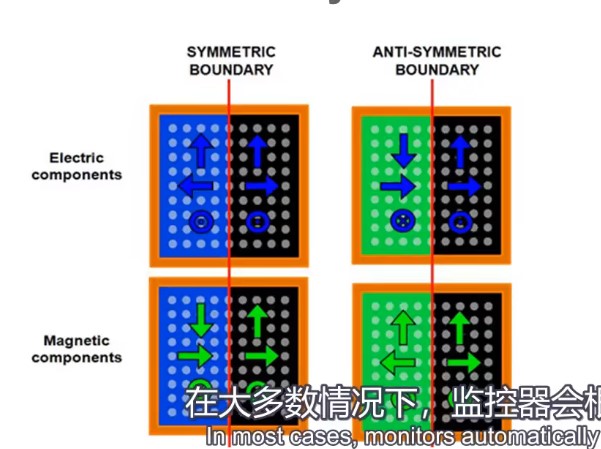 SYMMETRIC
BOUNDARY
ANTI-SYMMETRIC
BOUNDARY
Electric
components
Magnetic
components
在大多数情况下，监控器会
In most cases, monitors automatically